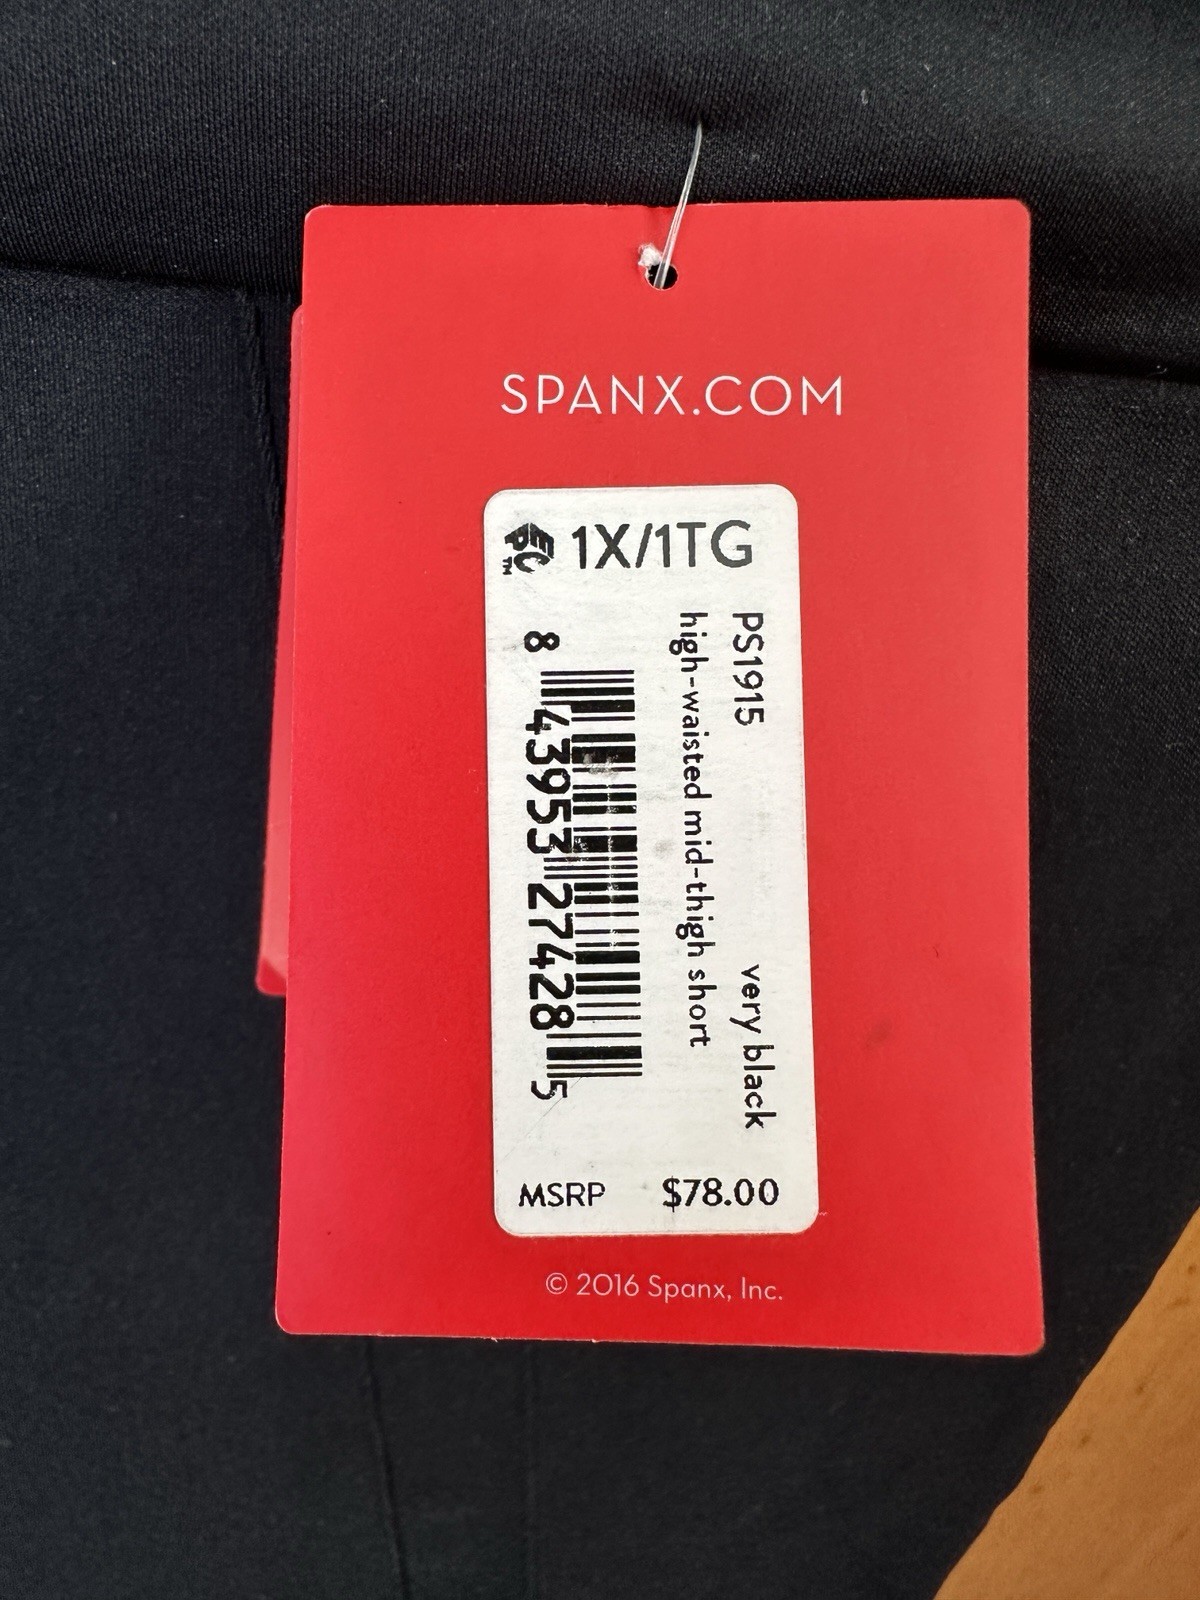 SPANX.COM
EPC™ 1X/1TG
PS1915 very black
high-waisted mid-thigh short
8 43953 27428 5
MSRP $78.00
© 2016 Spanx, Inc.